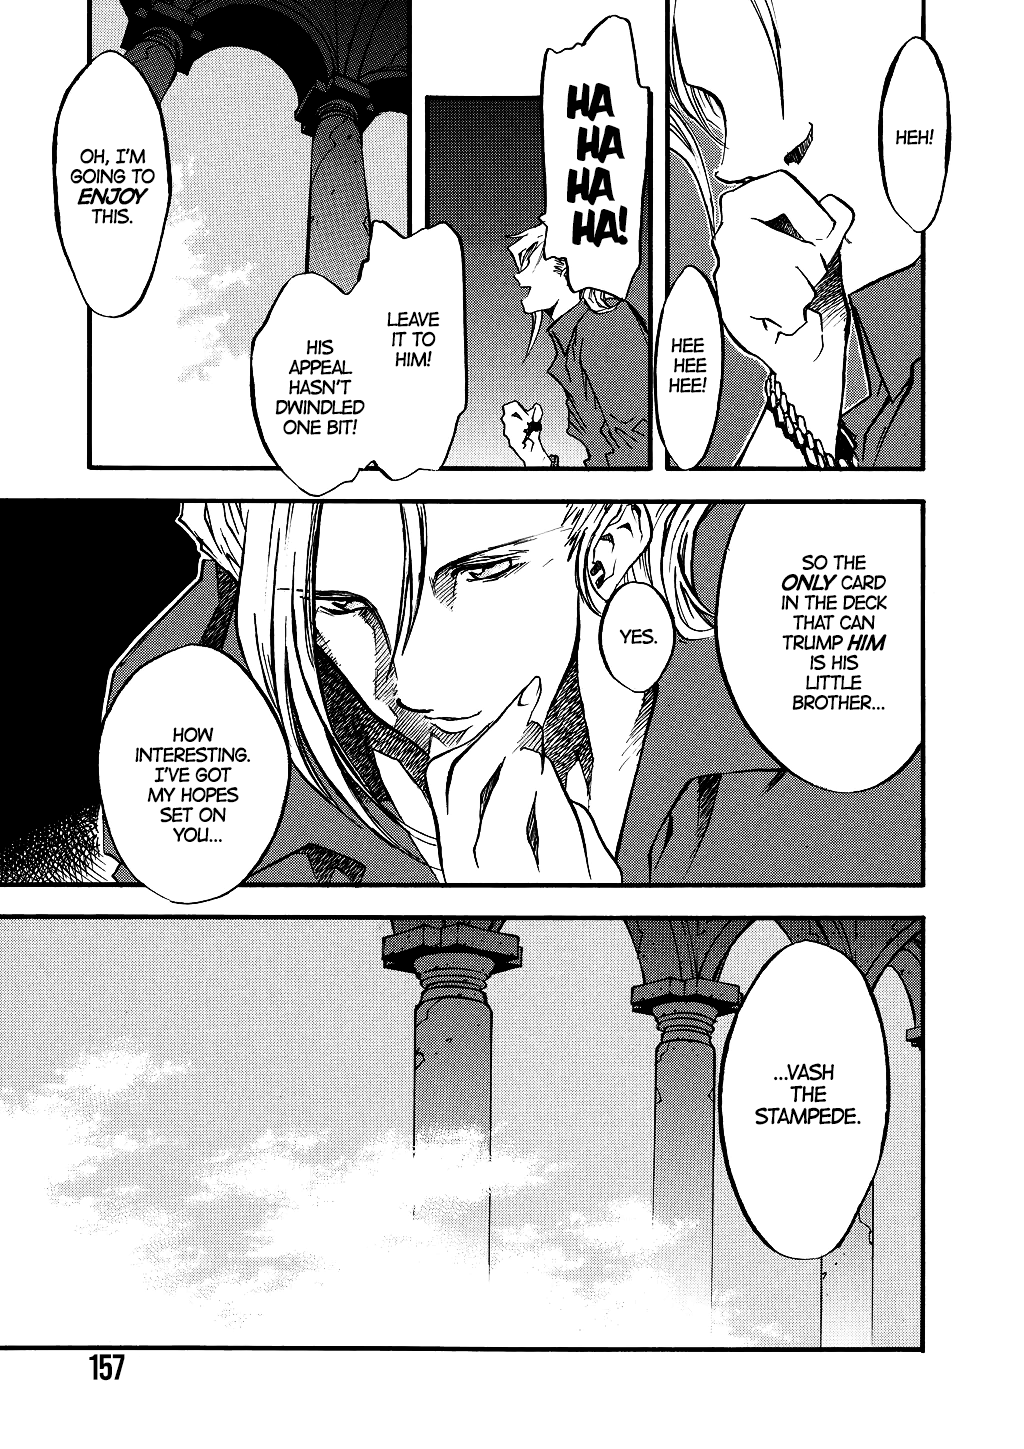 HEH!
HEE
HEE
HEE!
HA
HA
HA
HA!
LEAVE
IT TO
HIM!
HIS
APPEAL
HASN'T
DWINDLED
ONE BIT!
OH, I'M
GOING TO
ENJOY
THIS.
SO THE
ONLY CARD
IN THE DECK
THAT CAN
TRUMP HIM
IS HIS
LITTLE
BROTHER...
YES.
HOW
INTERESTING.
I'VE GOT
MY HOPES
SET ON
YOU...
...VASH
THE
STAMPEDE.
157